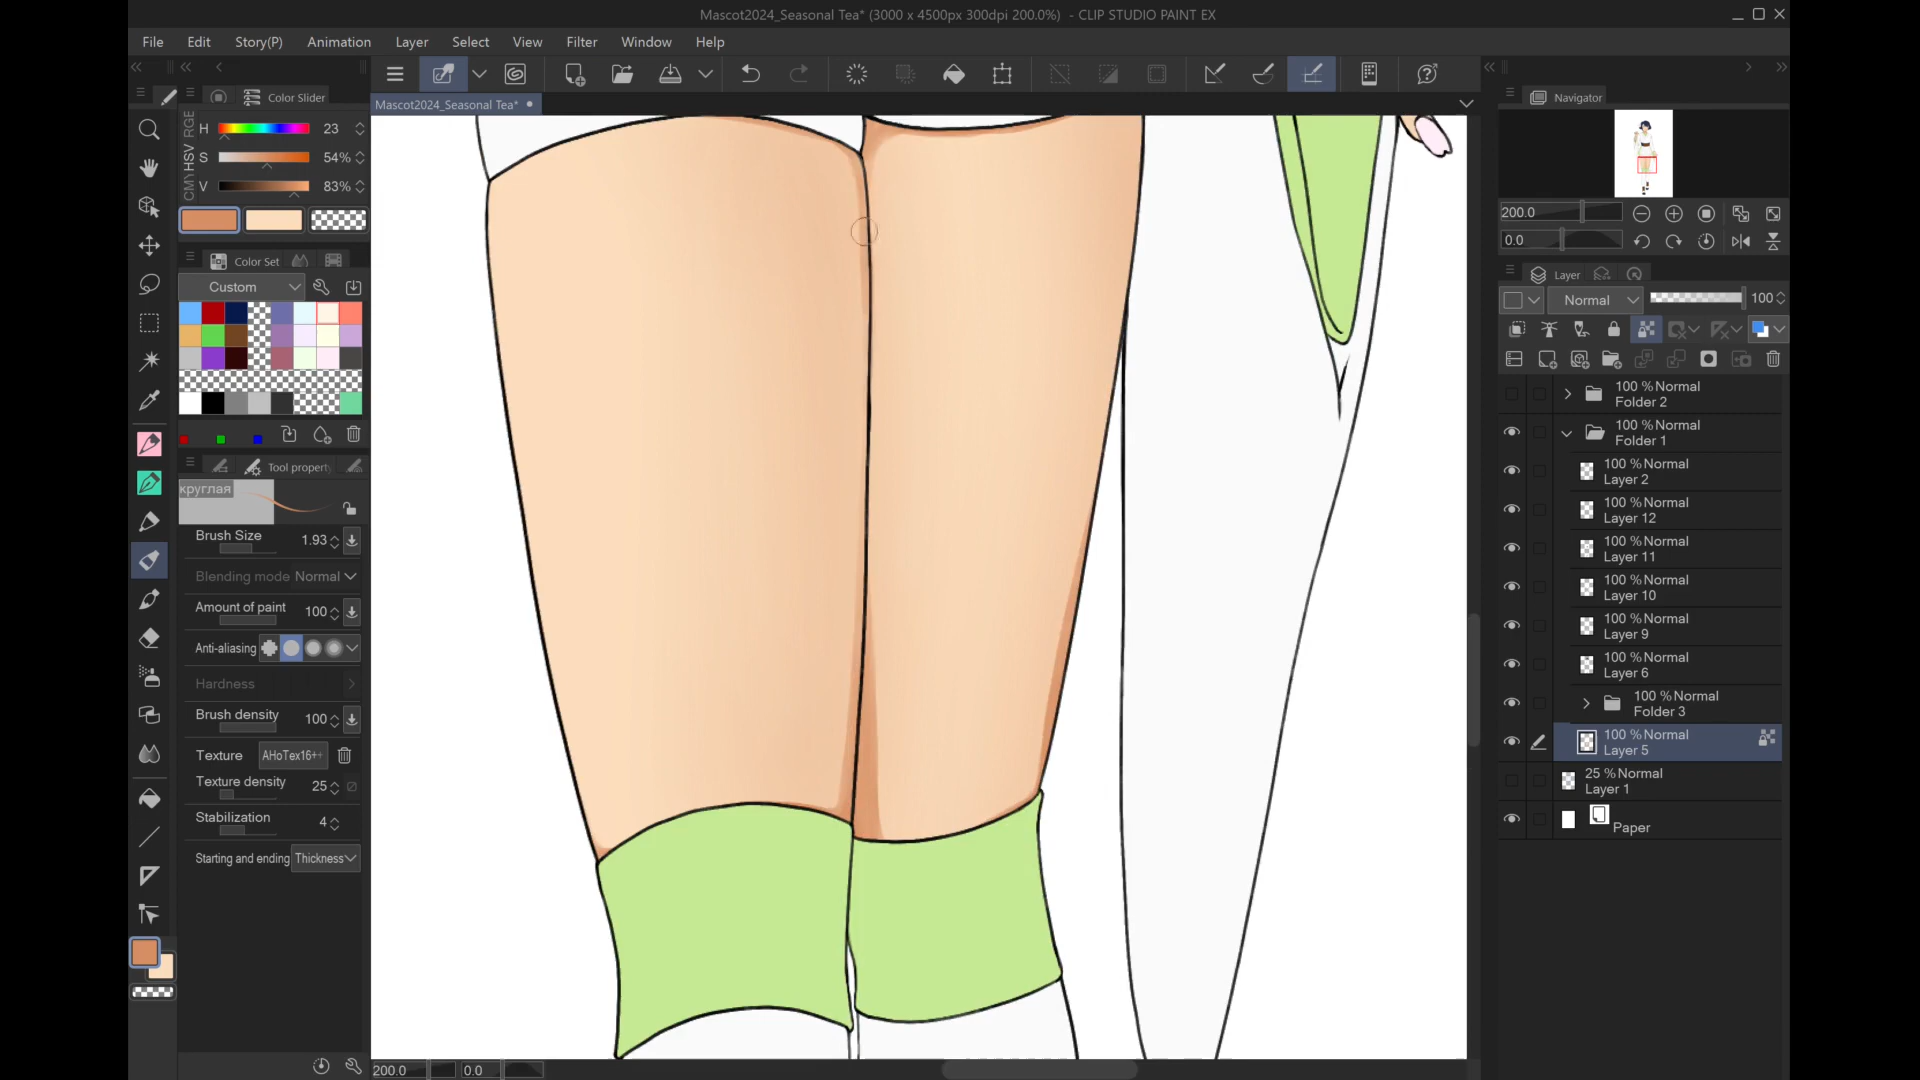 Mascot2024_Seasonal Tea* (3000 x 4500px 300dpi 200.0%) - CLIP STUDIO PAINT EX
File Edit Story(P) Animation Layer Select View Filter Window Help
Color Slider
Mascot2024_Seasonal Tea*
Navigator
HSV
H 23
S 54%
V 83%
Color Set
Custom
Tool property
круглая
Brush Size 1.93
Blending mode Normal
Amount of paint 100
Anti-aliasing
Hardness
Brush density 100
Texture AHoTex16++
Texture density 25
Stabilization 4
Starting and ending Thickness
200.0
0.0
Layer
Normal 100
100 %Normal
Folder 2
100 %Normal
Folder 1
100 %Normal
Layer 2
100 %Normal
Layer 12
100 %Normal
Layer 11
100 %Normal
Layer 10
100 %Normal
Layer 9
100 %Normal
Layer 6
100 %Normal
Folder 3
100 %Normal
Layer 5
25 %Normal
Layer 1
Paper
200.0 0.0